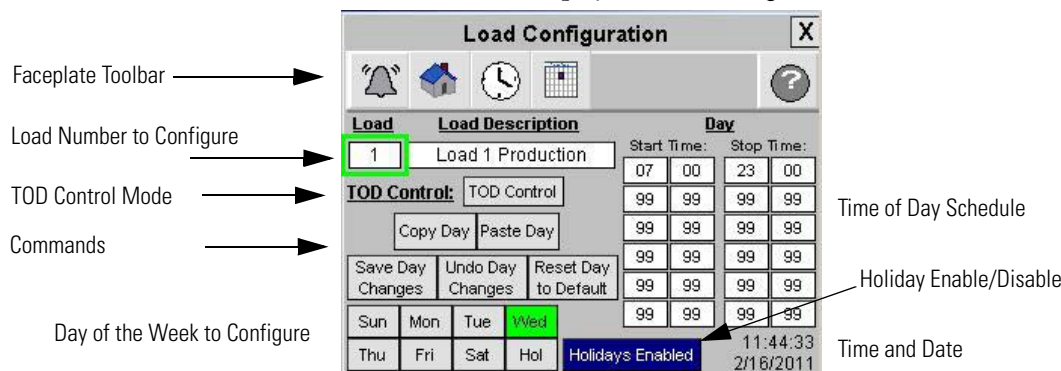 Load Configuration
X
Faceplate Toolbar
?
Load Number to Configure
Load
Load Description
Day
Start Time:
Stop Time:
1
Load 1 Production
07 00 23 00
TOD Control Mode
TOD Control:
TOD Control
99 99 99 99
Time of Day Schedule
Commands
Copy Day
Paste Day
99 99 99 99
99 99 99 99
Save Day Changes
Undo Day Changes
Reset Day to Default
99 99 99 99
Holiday Enable/Disable
99 99 99 99
Day of the Week to Configure
Sun Mon Tue Wed
Thu Fri Sat Hol
Holidays Enabled
11:44:33
2/16/2011
Time and Date